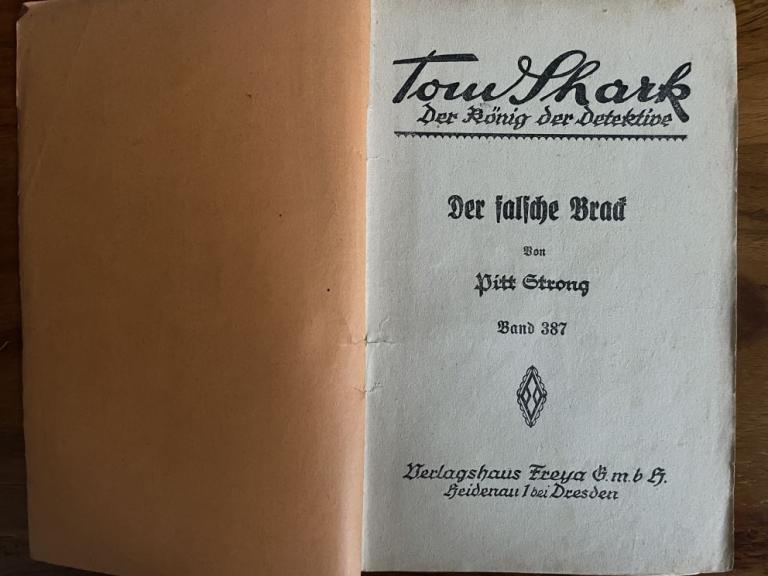 Tom Shark
Der König der Detektive
Der falsche Brack
Von
Pitt Strong
Band 387
Verlagshaus Freya G. m. b H.
Heidenau 1 bei Dresden